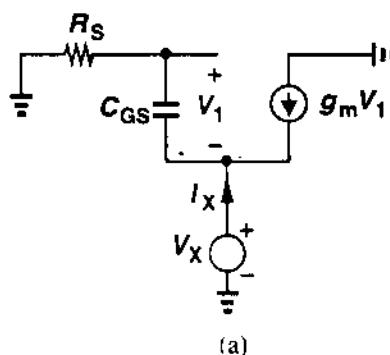 R_S
+
C_GS V_1 g_mV_1
−
I_X
V_X +
−
(a)